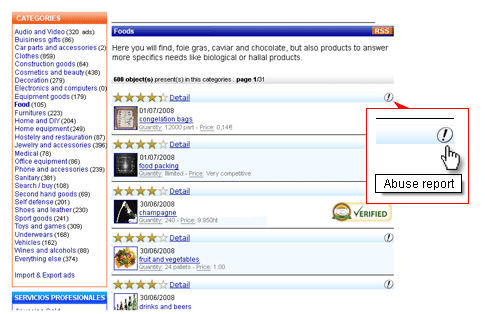 CATEGORIES
Audio and Video (320 ads)
Buisiness gifts (86)
Car parts and accessories (2)
Clothes (859)
Construction goods (64)
Cosmetics and beauty (438)
Decoration (279)
Electronics and computers (0)
Equipment goods (179)
Food (105)
Furnitures (223)
Home and DIY (204)
Home equipment (249)
Hostelry and restauration (87)
Jewelry and accessories (396)
Medical (78)
Office equipment (86)
Phone and accessories (239)
Sanitary (381)
Search / buy (108)
Second hand goods (69)
Self defense (201)
Shoes and leather (230)
Sport goods (241)
Toys and games (309)
Underwears (168)
Vehicles (162)
Wines and alcohols (88)
Everything else (374)
Import & Export ads
SERVICIOS PROFESIONALES
Foods
RSS
Here you will find, foie gras, caviar and chocolate, but also products to answer
more specifics needs like biological or hallal products.
600 object(s) present(s) in this categories : page 1/31
Detail
01/07/2008
congelation bags
Quantity: 12000 part - Price: 0,14€
Detail
01/07/2008
food packing
Quantity: Illimited - Price: Very competitive
Detail
30/06/2008
champagne
Quantity: 240 - Price: 9.950ht
VERIFIED
Detail
30/06/2008
fruit and vegetables
Quantity: 24 pallets - Price: 1.00
Detail
30/06/2008
drinks and beers
Abuse report